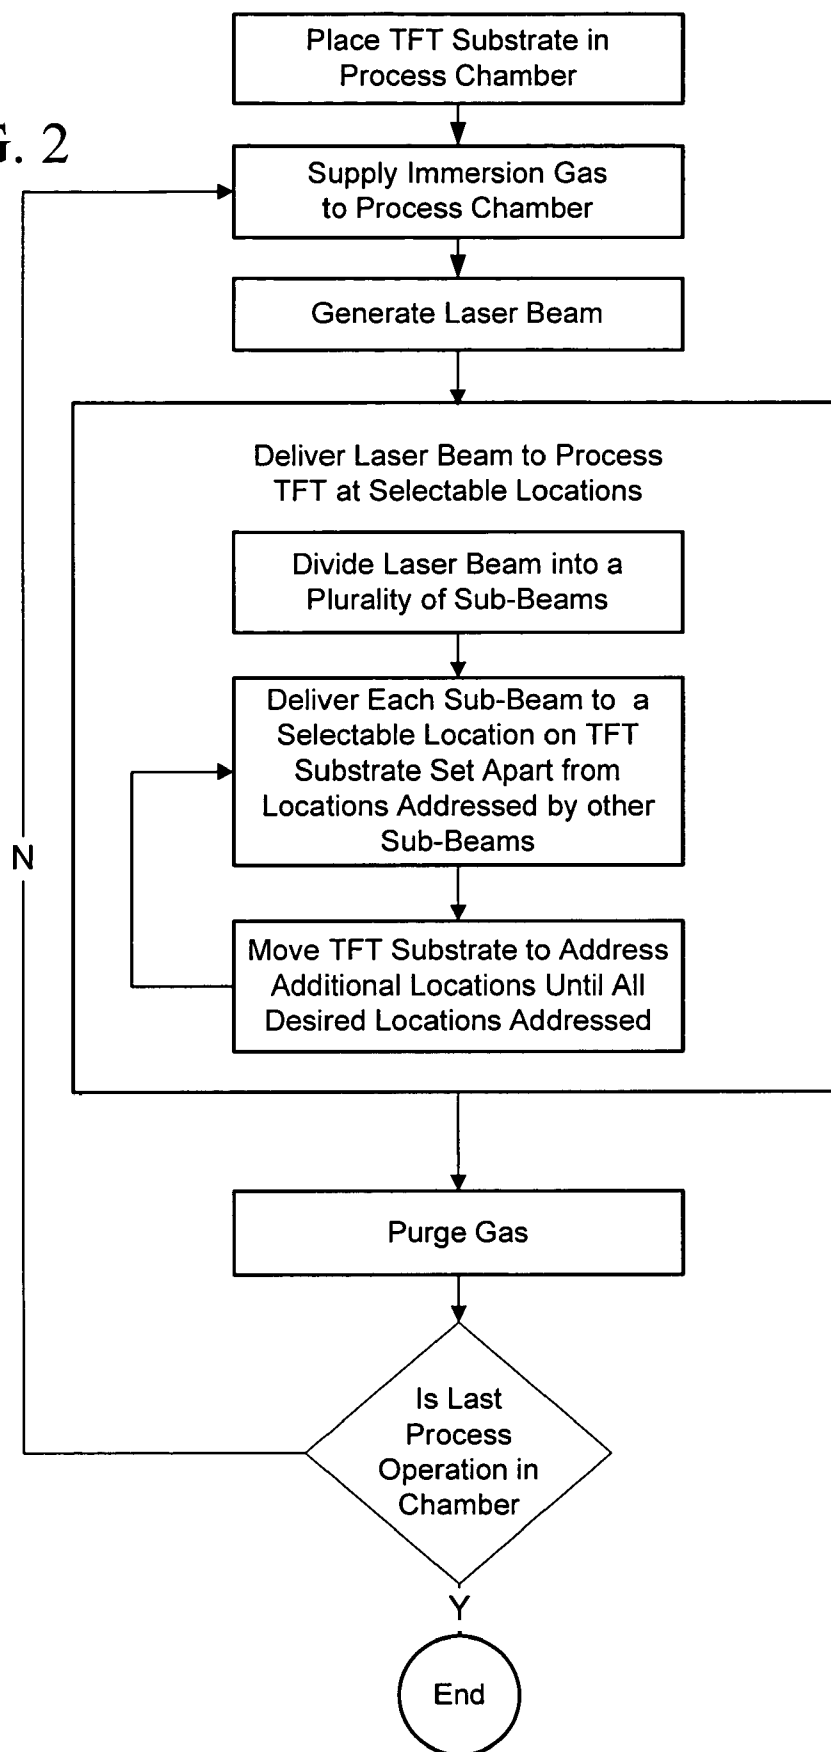 Place TFT Substrate in
Process Chamber
G. 2
Supply Immersion Gas
to Process Chamber
Generate Laser Beam
Deliver Laser Beam to Process
TFT at Selectable Locations
Divide Laser Beam into a
Plurality of Sub-Beams
Deliver Each Sub-Beam to a
Selectable Location on TFT
Substrate Set Apart from
Locations Addressed by other
Sub-Beams
N
Move TFT Substrate to Address
Additional Locations Until All
Desired Locations Addressed
Purge Gas
Is Last
Process
Operation in
Chamber
Y
End